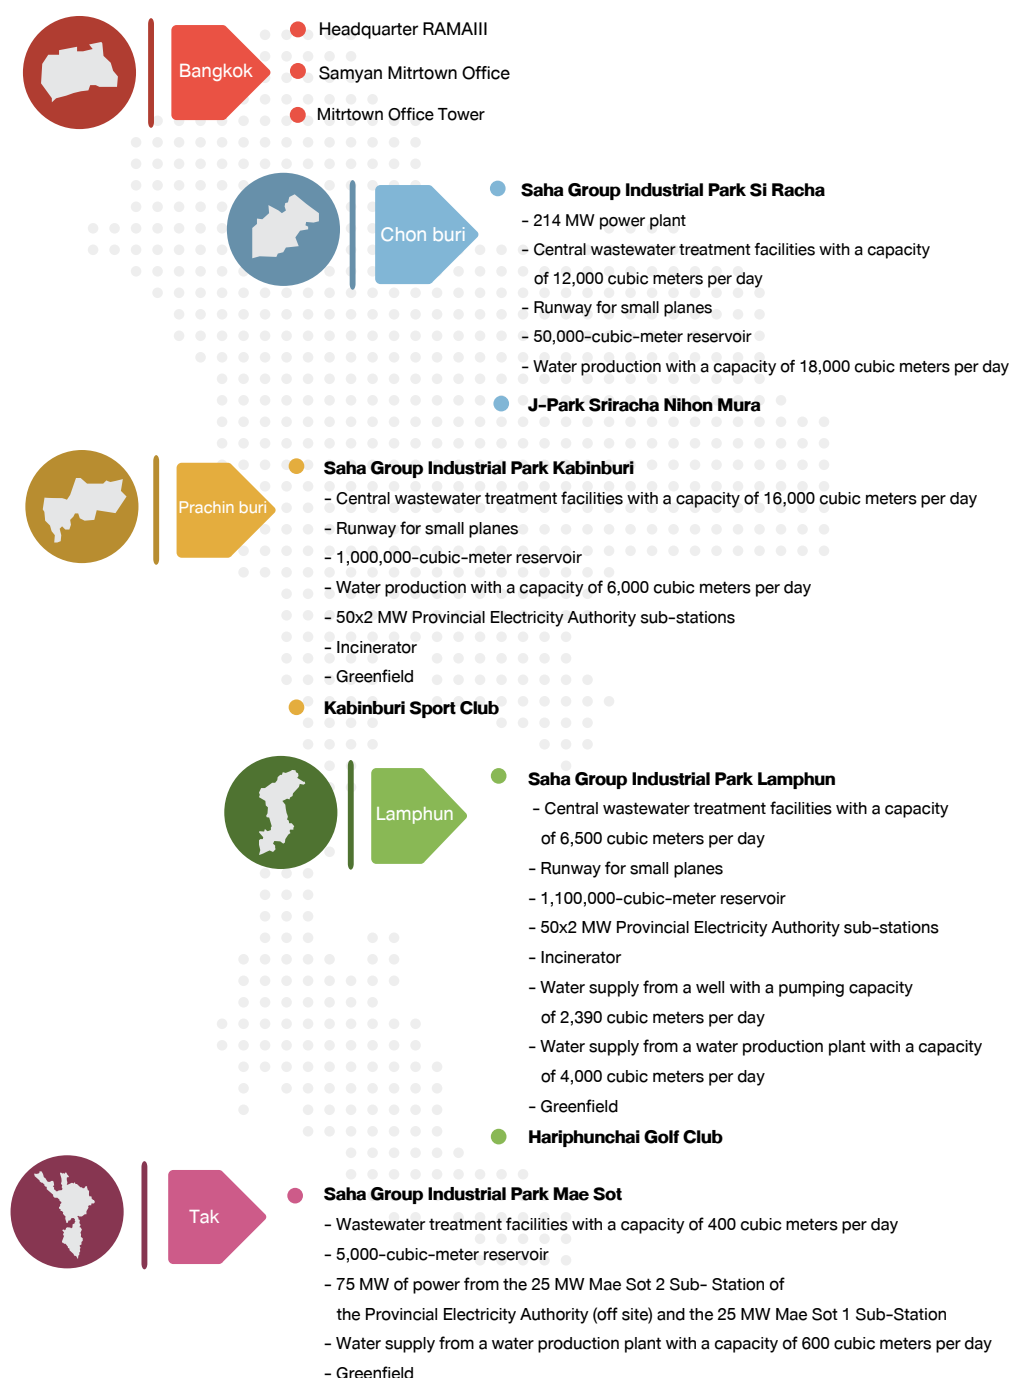 Bangkok
Headquarter RAMAIII
Samyan Mitrtown Office
Mitrtown Office Tower
Chon buri
Saha Group Industrial Park Si Racha
- 214 MW power plant
- Central wastewater treatment facilities with a capacity
of 12,000 cubic meters per day
- Runway for small planes
- 50,000-cubic-meter reservoir
- Water production with a capacity of 18,000 cubic meters per day
J-Park Sriracha Nihon Mura
Prachin buri
Saha Group Industrial Park Kabinburi
- Central wastewater treatment facilities with a capacity of 16,000 cubic meters per day
- Runway for small planes
- 1,000,000-cubic-meter reservoir
- Water production with a capacity of 6,000 cubic meters per day
- 50x2 MW Provincial Electricity Authority sub-stations
- Incinerator
- Greenfield
Kabinburi Sport Club
Lamphun
Saha Group Industrial Park Lamphun
- Central wastewater treatment facilities with a capacity
of 6,500 cubic meters per day
- Runway for small planes
- 1,100,000-cubic-meter reservoir
- 50x2 MW Provincial Electricity Authority sub-stations
- Incinerator
- Water supply from a well with a pumping capacity
of 2,390 cubic meters per day
- Water supply from a water production plant with a capacity
of 4,000 cubic meters per day
- Greenfield
Hariphunchai Golf Club
Tak
Saha Group Industrial Park Mae Sot
- Wastewater treatment facilities with a capacity of 400 cubic meters per day
- 5,000-cubic-meter reservoir
- 75 MW of power from the 25 MW Mae Sot 2 Sub- Station of
the Provincial Electricity Authority (off site) and the 25 MW Mae Sot 1 Sub-Station
- Water supply from a water production plant with a capacity of 600 cubic meters per day
- Greenfield